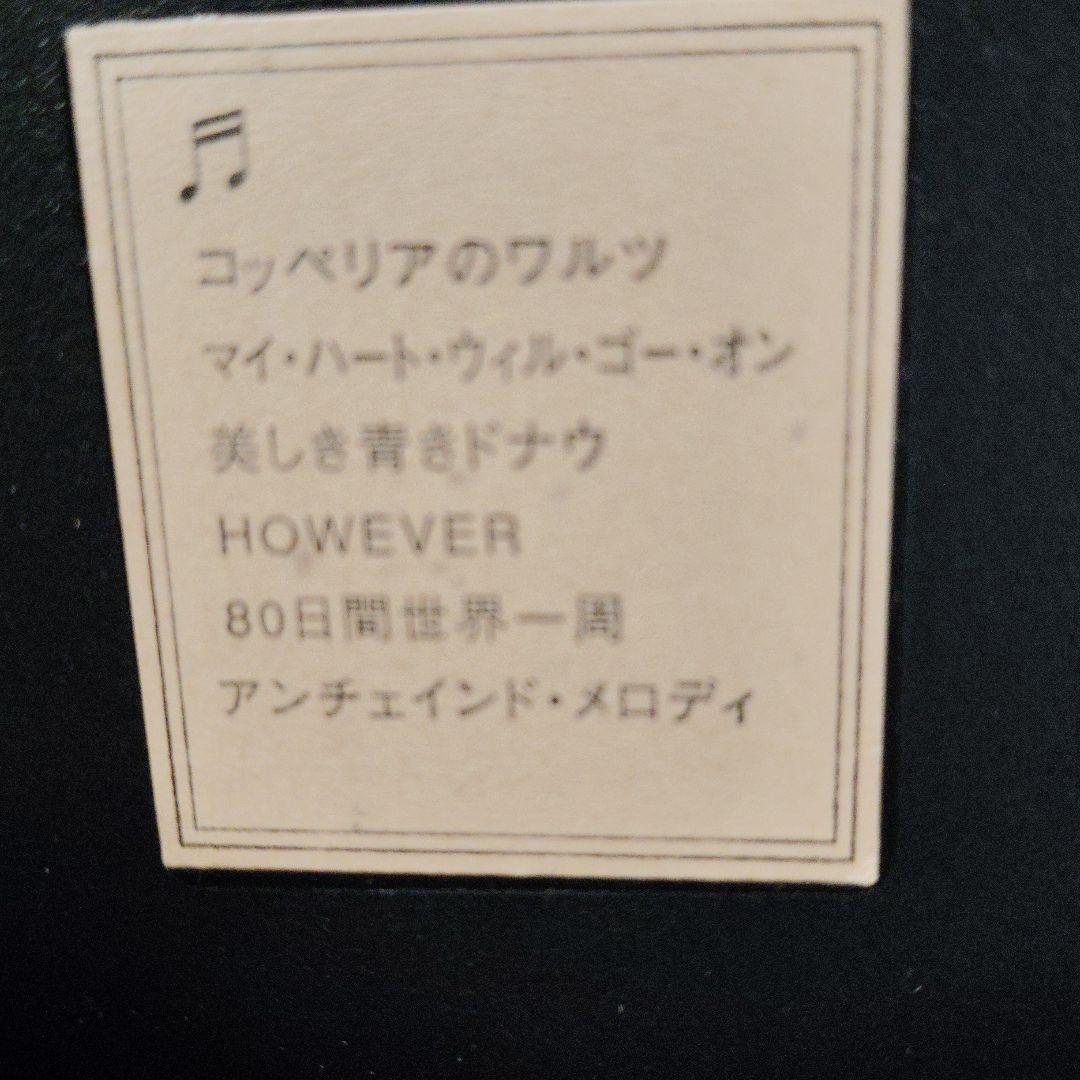 コッペリアのワルツ
マイ・ハート・ウィル・ゴー・オン
美しき青きドナウ
HOWEVER
80日間世界一周
アンチェインド・メロディ